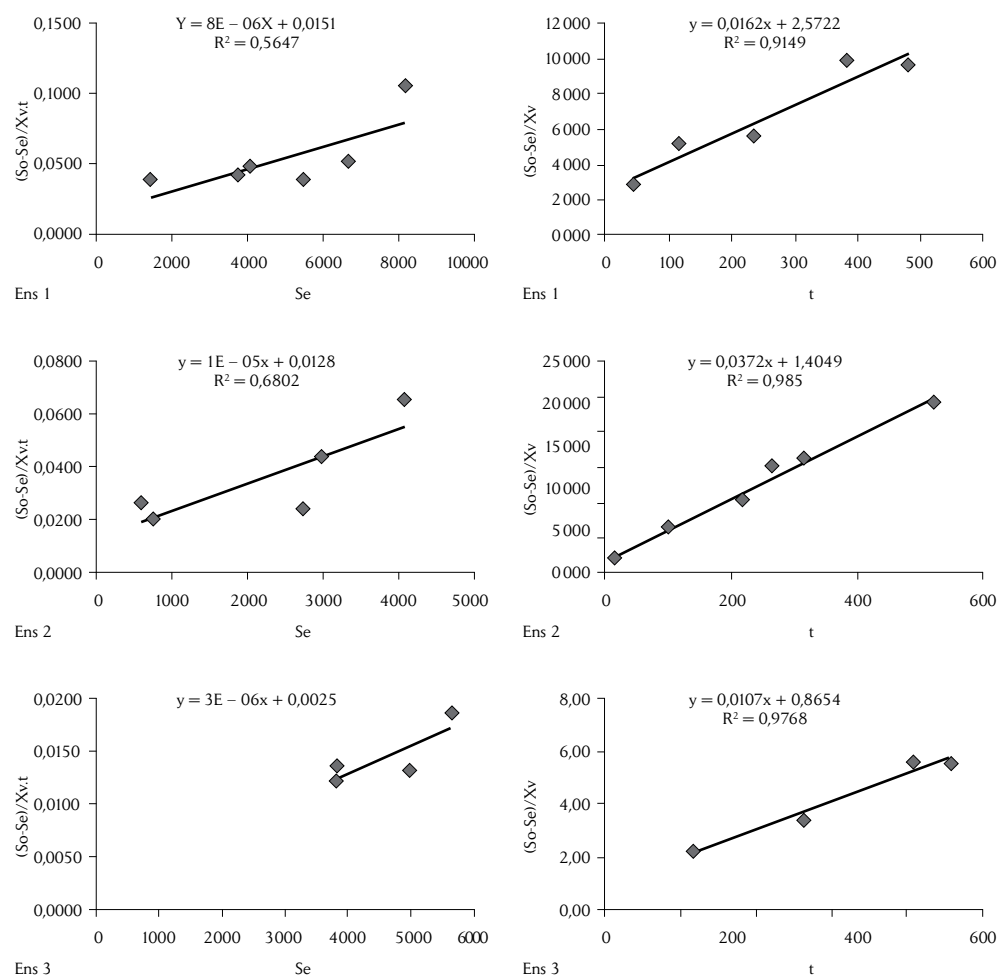 Y = 8E – 06X + 0,0151
R² = 0,5647
(So-Se)/Xv.t
0,1500
0,1000
0,0500
0,0000
0 2000 4000 6000 8000 10000
Ens 1 Se
y = 0,0162x + 2,5722
R² = 0,9149
(So-Se)/Xv
12 000
10 000
8 000
6 000
4 000
2 000
0 000
0 100 200 300 400 500 600
Ens 1 t
y = 1E – 05x + 0,0128
R² = 0,6802
(So-Se)/Xv.t
0,0800
0,0600
0,0400
0,0200
0,0000
0 1000 2000 3000 4000 5000
Ens 2 Se
y = 0,0372x + 1,4049
R² = 0,985
(So-Se)/Xv
25 000
20 000
15 000
10 000
5 000
0 000
0 200 400 600
Ens 2 t
y = 3E – 06x + 0,0025
(So-Se)/Xv.t
0,0200
0,0150
0,0100
0,0050
0,0000
0 1000 2000 3000 4000 5000 6000
Ens 3 Se
y = 0,0107x + 0,8654
R² = 0,9768
(So-Se)/Xv
8,00
6,00
4,00
2,00
0,00
0 200 400 600
Ens 3 t